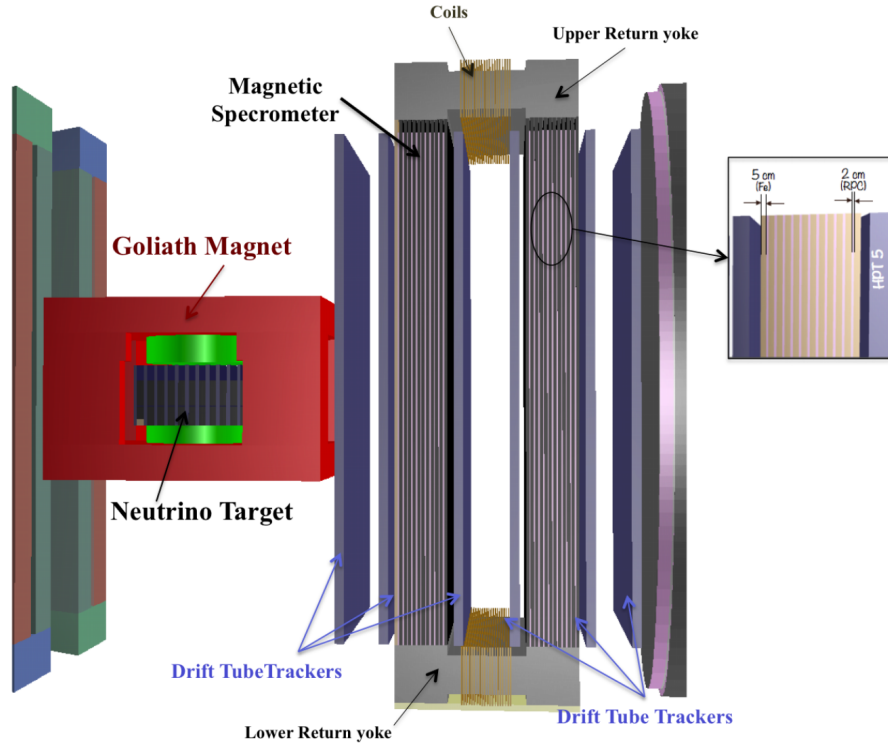 Coils
Upper Return yoke
Magnetic
Specrometer
5 cm
(Fe)
2 cm
(RPC)
HPT 5
Goliath Magnet
Neutrino Target
Drift TubeTrackers
Drift Tube Trackers
Lower Return yoke